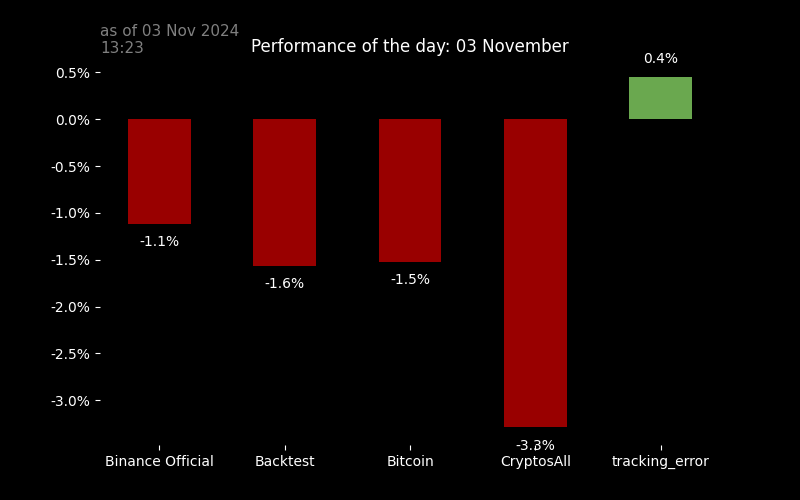 as of 03 Nov 2024
13:23
Performance of the day: 03 November
0.4%
0.5%
0.0%
-0.5%
-1.0%
-1.1%
-1.5%
-1.6%
-1.5%
-2.0%
-2.5%
-3.0%
-3.3%
Binance Official
Backtest
Bitcoin
CryptosAll
tracking_error